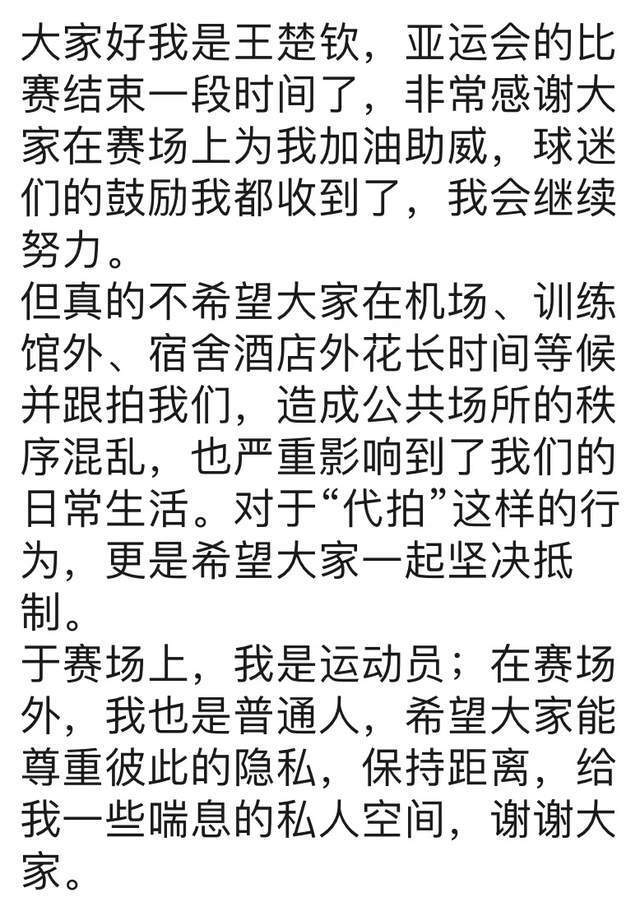 大家好我是王楚钦，亚运会的比
赛结束一段时间了，非常感谢大
家在赛场上为我加油助威，球迷
们的鼓励我都收到了，我会继续
努力。
但真的不希望大家在机场、训练
馆外、宿舍酒店外花长时间等候
并跟拍我们，造成公共场所的秩
序混乱，也严重影响到了我们的
日常生活。对于“代拍”这样的行
为，更是希望大家一起坚决抵
制。
于赛场上，我是运动员；在赛场
外，我也是普通人，希望大家能
尊重彼此的隐私，保持距离，给
我一些喘息的私人空间，谢谢大
家。